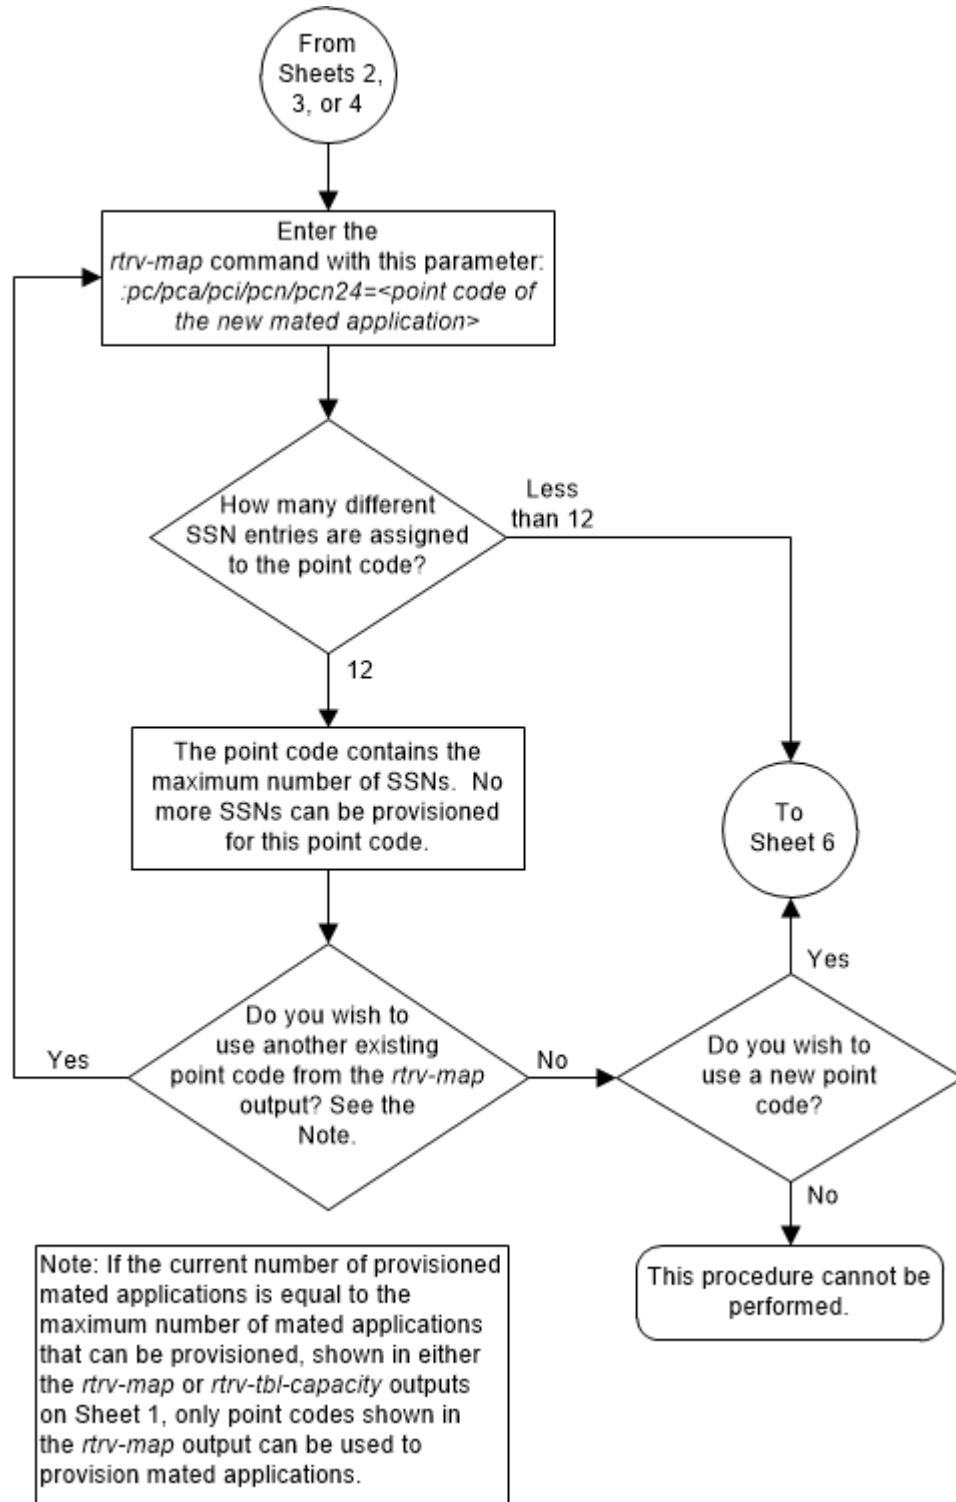 From
Sheets 2,
3, or 4
Enter the
rtrv-map command with this parameter:
:pc/pca/pci/pcn/pcn24=<point code of
the new mated application>
How many different
SSN entries are assigned
to the point code?
Less
than 12
12
The point code contains the
maximum number of SSNs. No
more SSNs can be provisioned
for this point code.
To
Sheet 6
Yes
Do you wish to
use another existing
point code from the rtrv-map
output? See the
Note.
Yes
No
Do you wish to
use a new point
code?
No
This procedure cannot be
performed.
Note: If the current number of provisioned
mated applications is equal to the
maximum number of mated applications
that can be provisioned, shown in either
the rtrv-map or rtrv-tbl-capacity outputs
on Sheet 1, only point codes shown in
the rtrv-map output can be used to
provision mated applications.